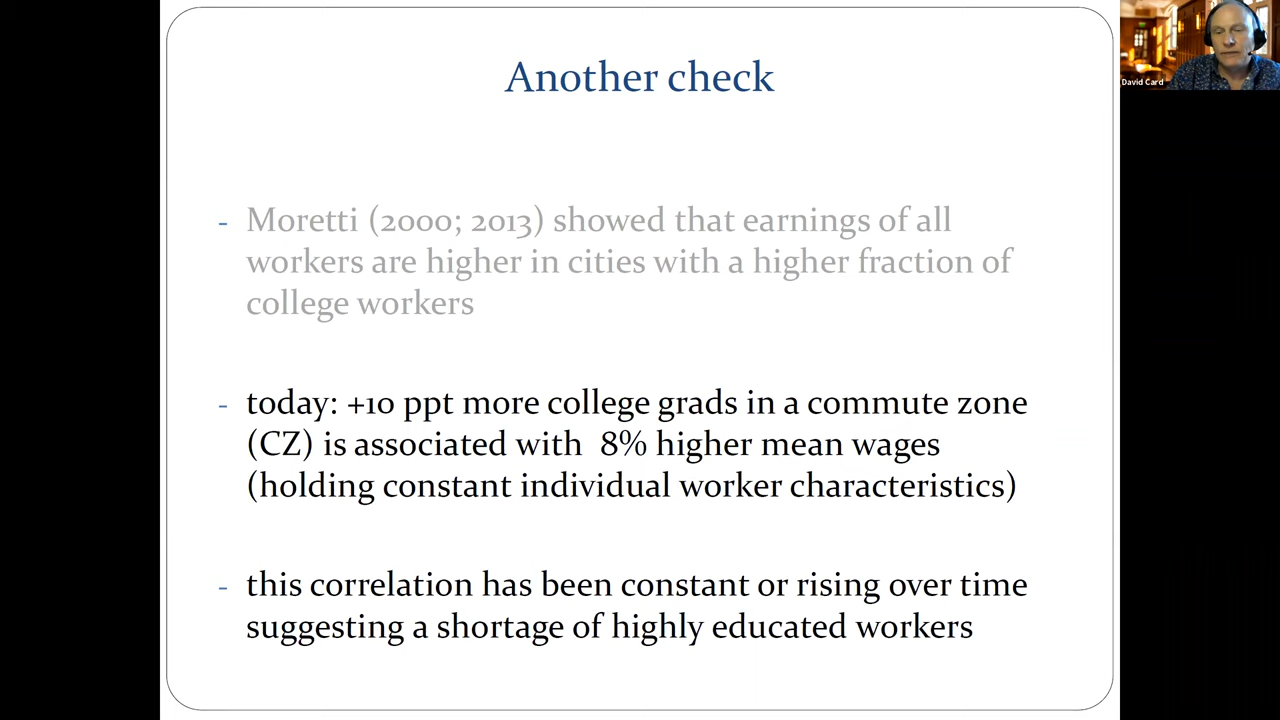 Another check
- Moretti (2000; 2013) showed that earnings of all
workers are higher in cities with a higher fraction of
college workers
- today: +10 ppt more college grads in a commute zone
(CZ) is associated with 8% higher mean wages
(holding constant individual worker characteristics)
- this correlation has been constant or rising over time
suggesting a shortage of highly educated workers
David Card